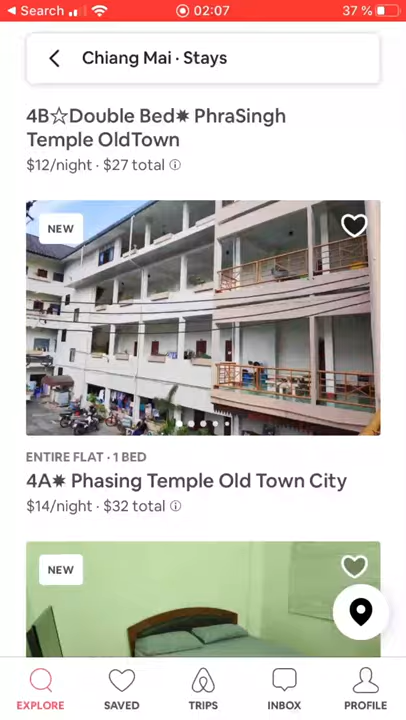 Search
02:07
37 %
Chiang Mai · Stays
4B☆Double Bed✷ PhraSingh
Temple OldTown
$12/night · $27 total
NEW
ENTIRE FLAT · 1 BED
4A✷ Phasing Temple Old Town City
$14/night · $32 total
NEW
EXPLORE
SAVED
TRIPS
INBOX
PROFILE